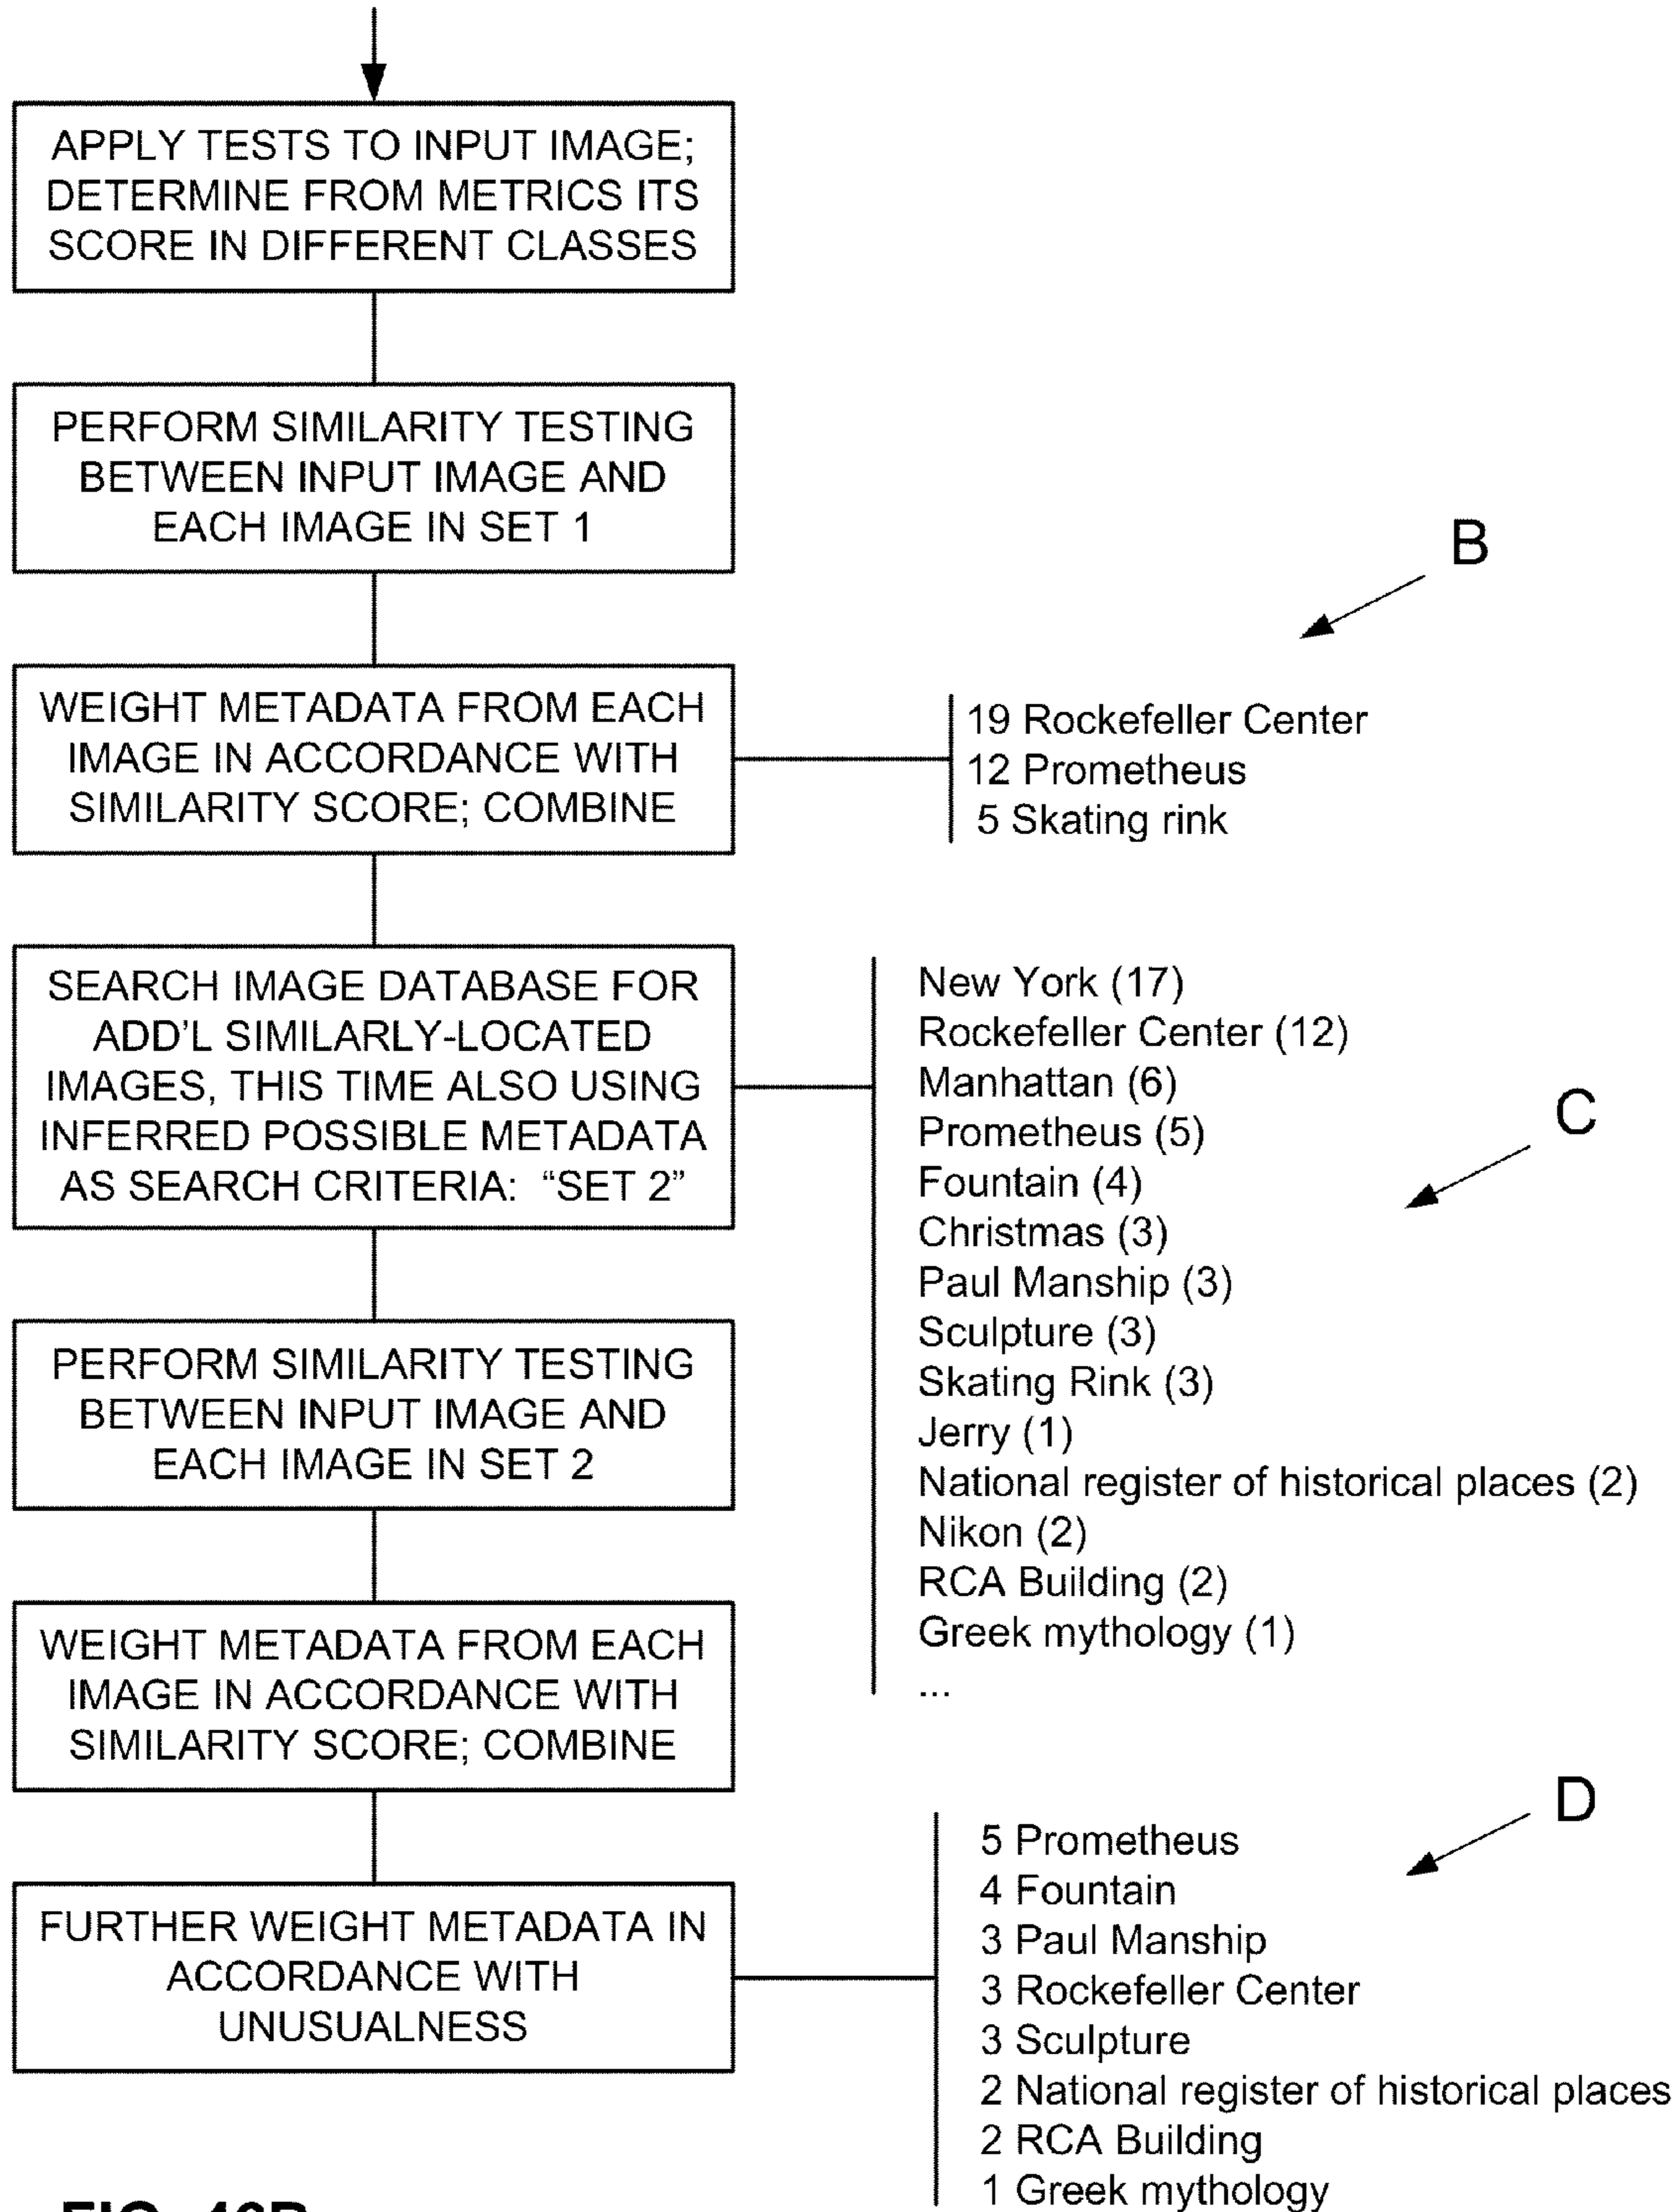 APPLY TESTS TO INPUT IMAGE;
DETERMINE FROM METRICS ITS
SCORE IN DIFFERENT CLASSES
PERFORM SIMILARITY TESTING
BETWEEN INPUT IMAGE AND
EACH IMAGE IN SET 1
B
WEIGHT METADATA FROM EACH
IMAGE IN ACCORDANCE WITH
SIMILARITY SCORE; COMBINE
19 Rockefeller Center
12 Prometheus
5 Skating rink
SEARCH IMAGE DATABASE FOR
ADD'L SIMILARLY-LOCATED
IMAGES, THIS TIME ALSO USING
INFERRED POSSIBLE METADATA
AS SEARCH CRITERIA: “SET 2”
New York (17)
Rockefeller Center (12)
Manhattan (6)
Prometheus (5)
Fountain (4)
Christmas (3)
Paul Manship (3)
Sculpture (3)
Skating Rink (3)
Jerry (1)
National register of historical places (2)
Nikon (2)
RCA Building (2)
Greek mythology (1)
...
C
PERFORM SIMILARITY TESTING
BETWEEN INPUT IMAGE AND
EACH IMAGE IN SET 2
WEIGHT METADATA FROM EACH
IMAGE IN ACCORDANCE WITH
SIMILARITY SCORE; COMBINE
D
FURTHER WEIGHT METADATA IN
ACCORDANCE WITH
UNUSUALNESS
5 Prometheus
4 Fountain
3 Paul Manship
3 Rockefeller Center
3 Sculpture
2 National register of historical places
2 RCA Building
1 Greek mythology